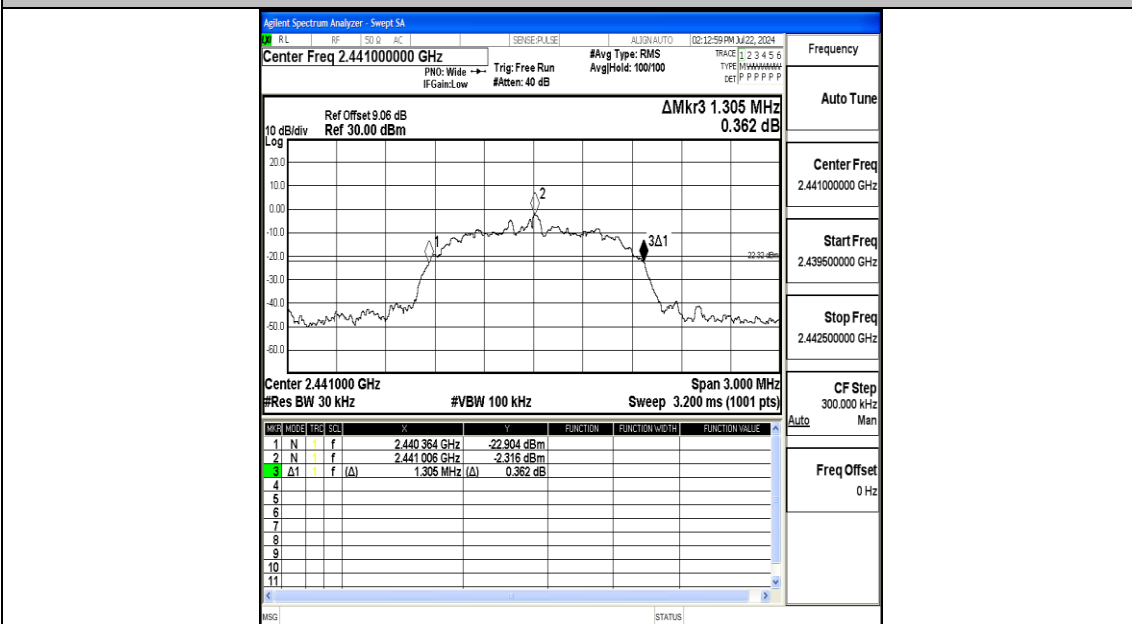 Agilent Spectrum Analyzer - Swept SA
RL RF 50 Ω AC SENSE:PULSE ALIGN AUTO 02:12:59 PM Jul 22, 2024
Center Freq 2.441000000 GHz
PNO: Wide
IFGain:Low
Trig: Free Run
#Atten: 40 dB
#Avg Type: RMS
Avg|Hold: 100/100
TRACE 1 2 3 4 5 6
TYPE
DET P P P P P P
ΔMkr3 1.305 MHz
0.362 dB
Ref Offset 9.06 dB
10 dB/div Ref 30.00 dBm
Log
20.0
10.0
0.00
-10.0
-20.0
-30.0
-40.0
-50.0
-60.0
1
2
3Δ1
Center 2.441000 GHz Span 3.000 MHz
#Res BW 30 kHz #VBW 100 kHz Sweep 3.200 ms (1001 pts)
MKR MODE TRC SCL X Y FUNCTION FUNCTION WIDTH FUNCTION VALUE
1 N 1 f 2.440 364 GHz -22.904 dBm
2 N 1 f 2.441 006 GHz -2.316 dBm
3 Δ1 1 f (Δ) 1.305 MHz (Δ) 0.362 dB
4
5
6
7
8
9
10
11
MSG STATUS
Frequency
Auto Tune
Center Freq
2.441000000 GHz
Start Freq
2.439500000 GHz
Stop Freq
2.442500000 GHz
CF Step
300.000 kHz
Auto Man
Freq Offset
0 Hz